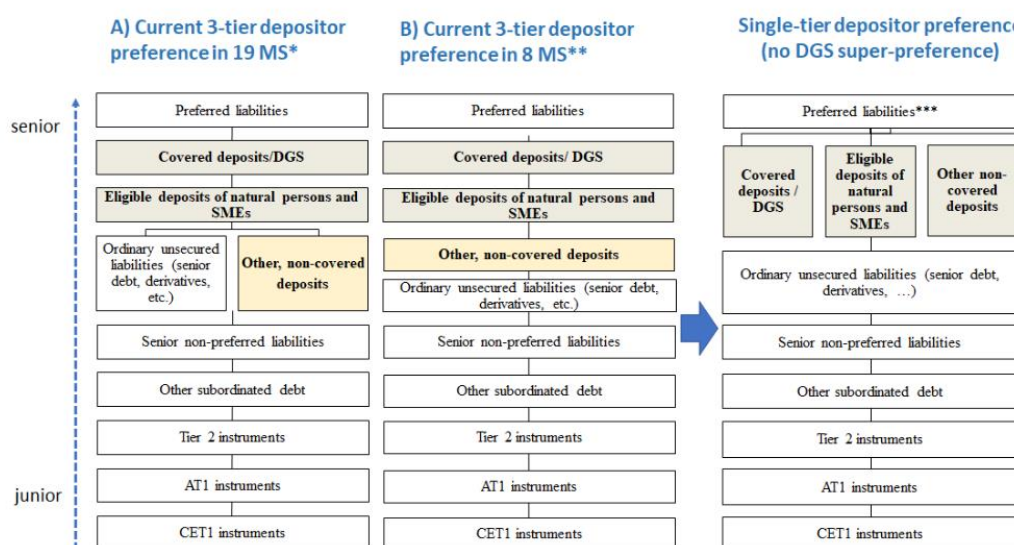 A) Current 3-tier depositor
preference in 19 MS*
senior
junior
Preferred liabilities
Covered deposits/DGS
Eligible deposits of natural persons and
SMEs
Ordinary unsecured
liabilities (senior
debt, derivatives,
etc.)
Other, non-covered
deposits
Senior non-preferred liabilities
Other subordinated debt
Tier 2 instruments
AT1 instruments
CET1 instruments
B) Current 3-tier depositor
preference in 8 MS**
Preferred liabilities
Covered deposits/ DGS
Eligible deposits of natural persons and
SMEs
Other, non-covered deposits
Ordinary unsecured liabilities (senior debt,
derivatives, etc.)
Senior non-preferred liabilities
Other subordinated debt
Tier 2 instruments
AT1 instruments
CET1 instruments
Single-tier depositor preference
(no DGS super-preference)
Preferred liabilities***
Covered
deposits /
DGS
Eligible
deposits of
natural
persons and
SMEs
Other non-
covered
deposits
Ordinary unsecured liabilities (senior debt,
derivatives, …)
Senior non-preferred liabilities
Other subordinated debt
Tier 2 instruments
AT1 instruments
CET1 instruments